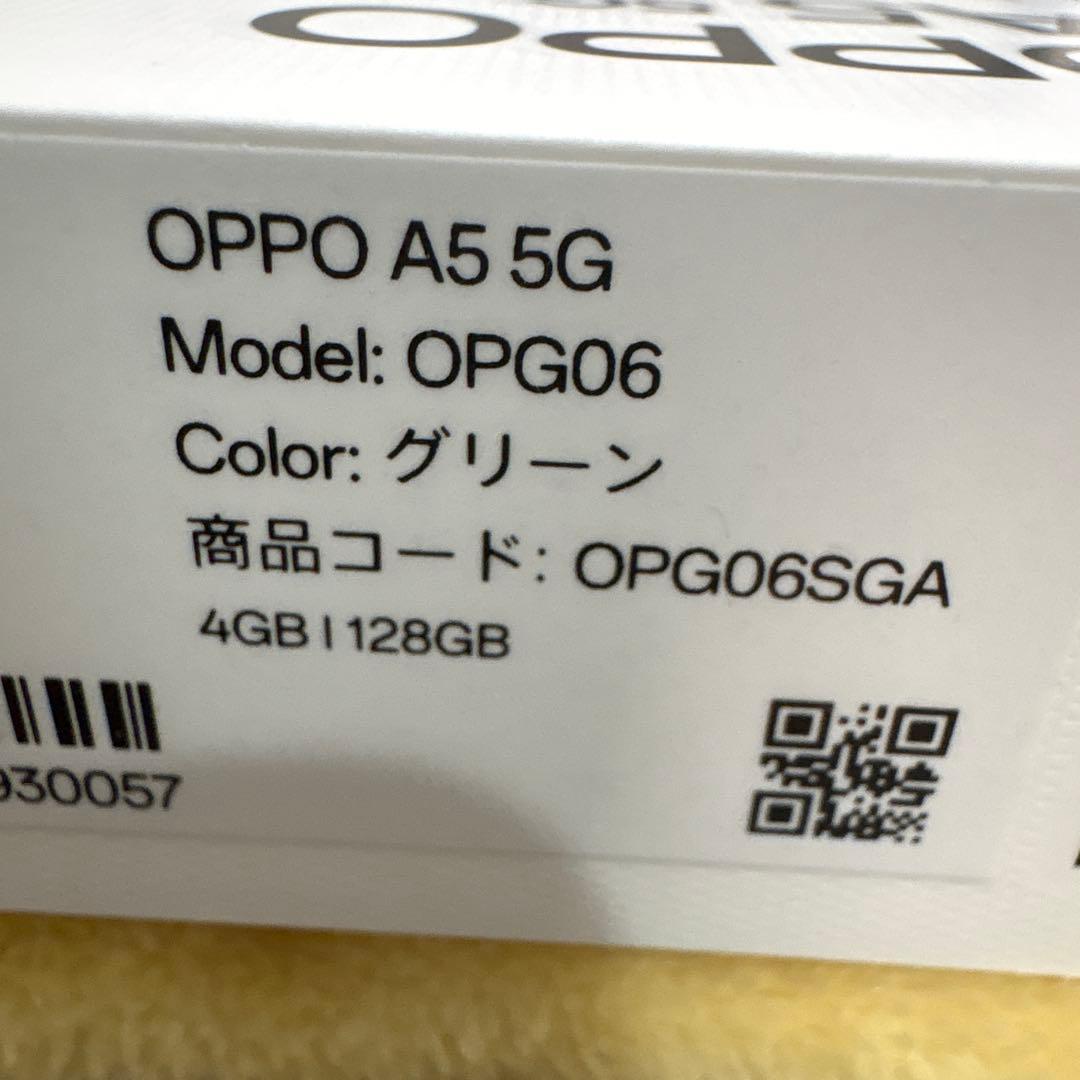 OPPO
OPPO A5 5G
Model: OPG06
Color: グリーン
商品コード: OPG06SGA
4GB | 128GB
930057